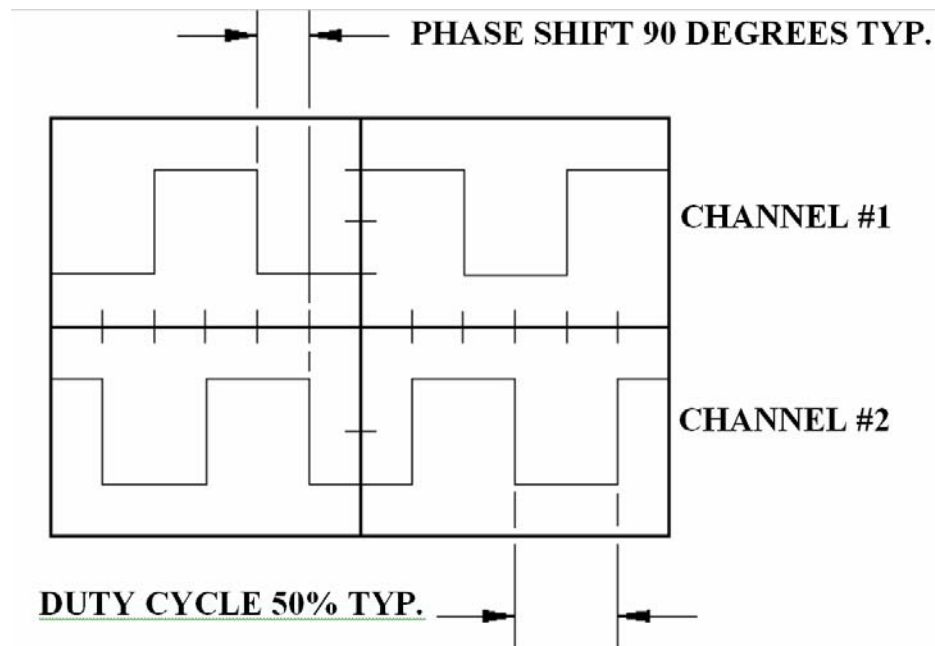 PHASE SHIFT 90 DEGREES TYP.
CHANNEL #1
CHANNEL #2
DUTY CYCLE 50% TYP.